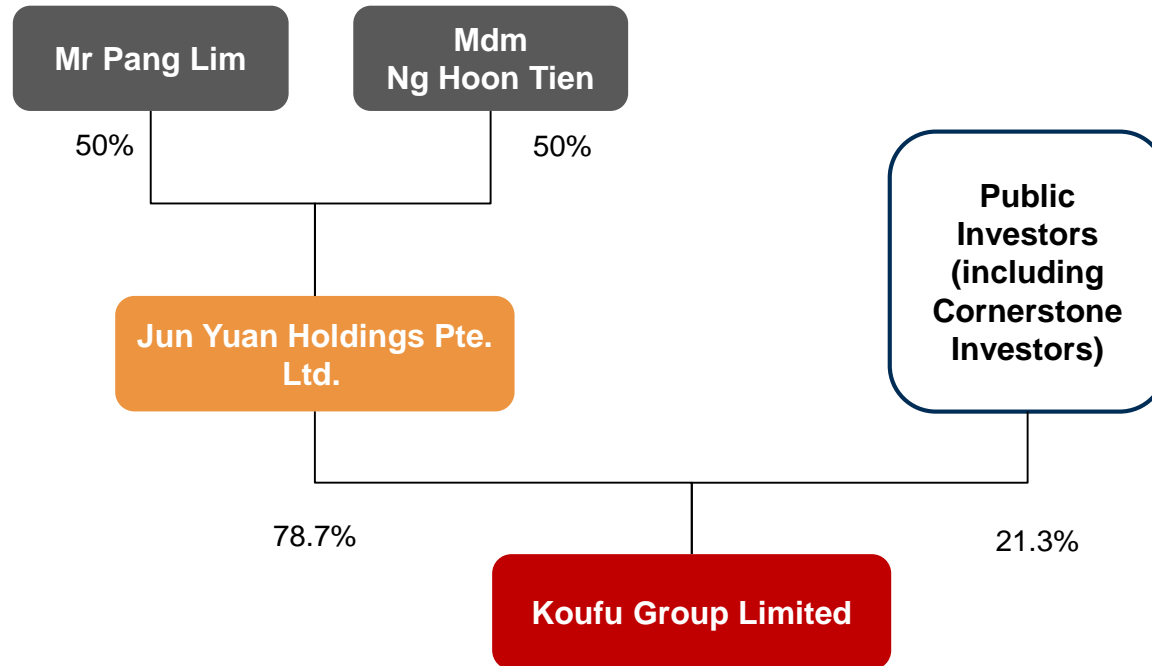 Mr Pang Lim
Mdm
Ng Hoon Tien
50%
50%
Public
Investors
(including
Cornerstone
Investors)
Jun Yuan Holdings Pte.
Ltd.
78.7%
21.3%
Koufu Group Limited